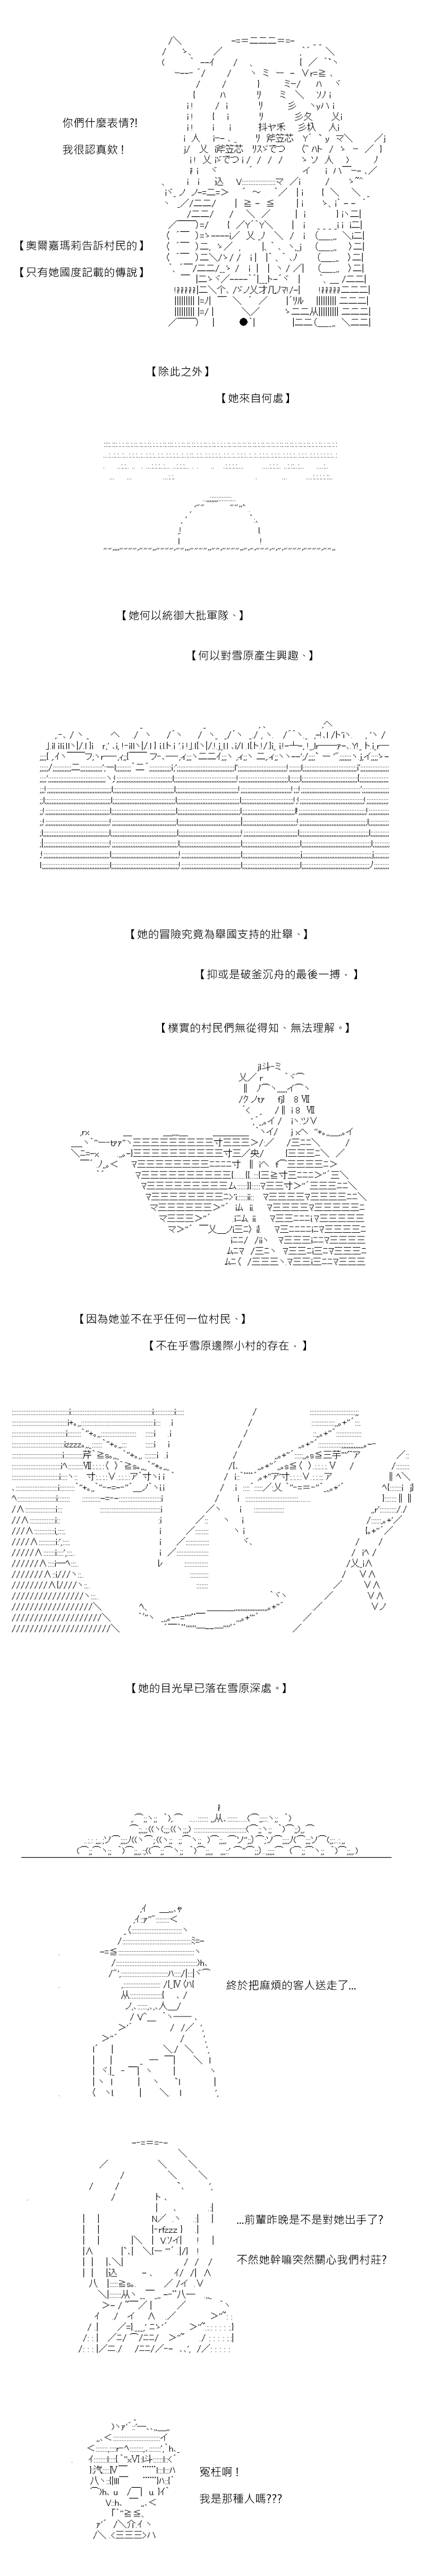 你們什麼表情?!
我很認真欸！
【奧爾嘉瑪莉告訴村民的】
【只有她國度記載的傳說】
【除此之外】
【她來自何處】
【她何以統御大批軍隊、】
【何以對雪原產生興趣、】
【她的冒險究竟為舉國支持的壯舉、】
【抑或是破釜沉舟的最後一搏，】
【樸實的村民們無從得知、無法理解。】
【因為她並不在乎任何一位村民、】
【不在乎雪原邊際小村的存在，】
【她的目光早已落在雪原深處。】
終於把麻煩的客人送走了...
...前輩昨晚是不是對她出手了?
不然她幹嘛突然關心我們村莊?
冤枉啊！
我是那種人嗎???